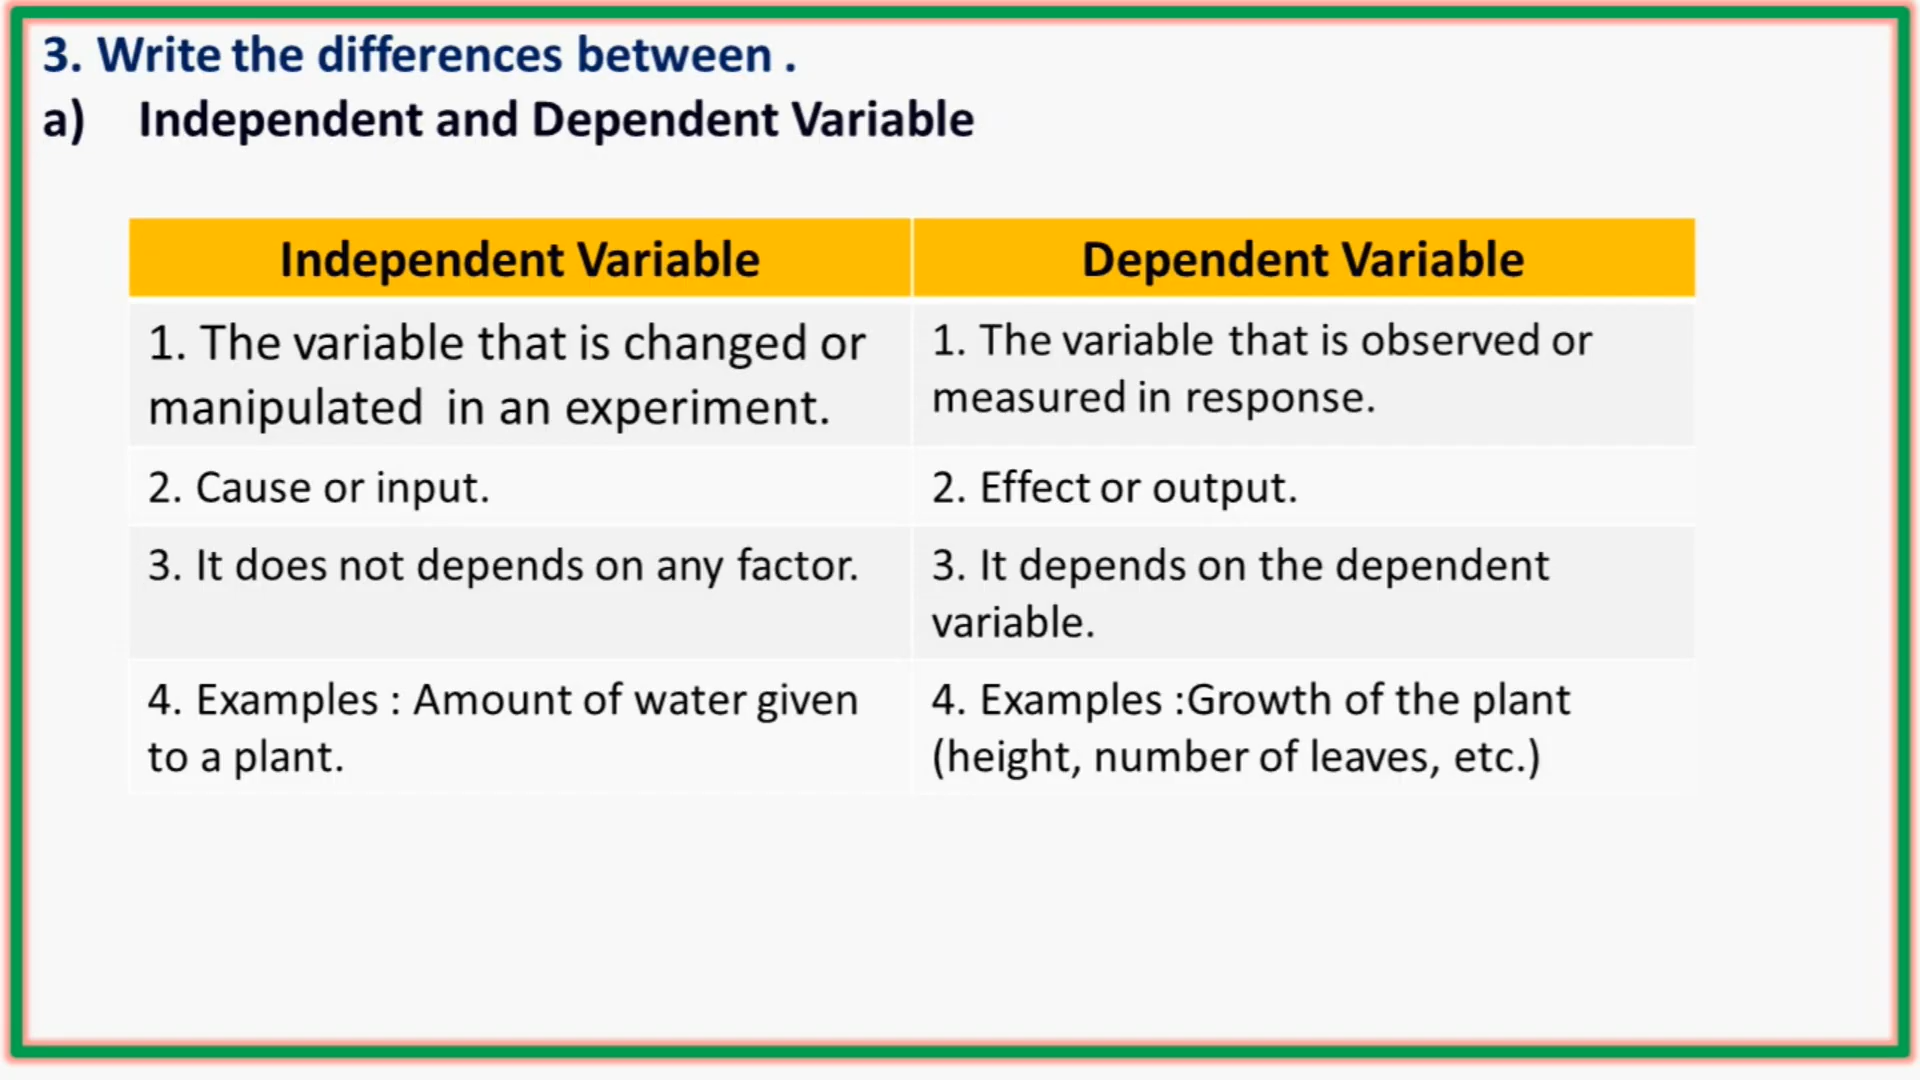 3. Write the differences between .
a) Independent and Dependent Variable
Independent Variable
Dependent Variable
1. The variable that is changed or
manipulated in an experiment.
1. The variable that is observed or
measured in response.
2. Cause or input.
2. Effect or output.
3. It does not depends on any factor.
3. It depends on the dependent
variable.
4. Examples : Amount of water given
to a plant.
4. Examples :Growth of the plant
(height, number of leaves, etc.)